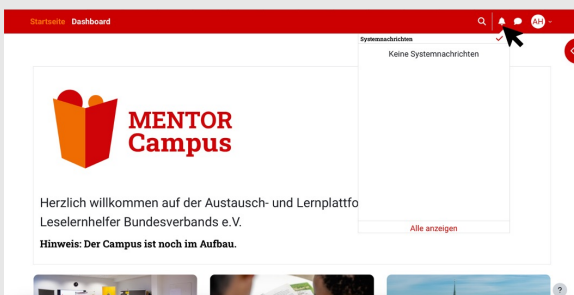 Startseite Dashboard
AH
Systemnachrichten
Keine Systemnachrichten
MENTOR
Campus
Herzlich willkommen auf der Austausch- und Lernplattfo
Leselernhelfer Bundesverbands e.V.
Alle anzeigen
Hinweis: Der Campus ist noch im Aufbau.
?